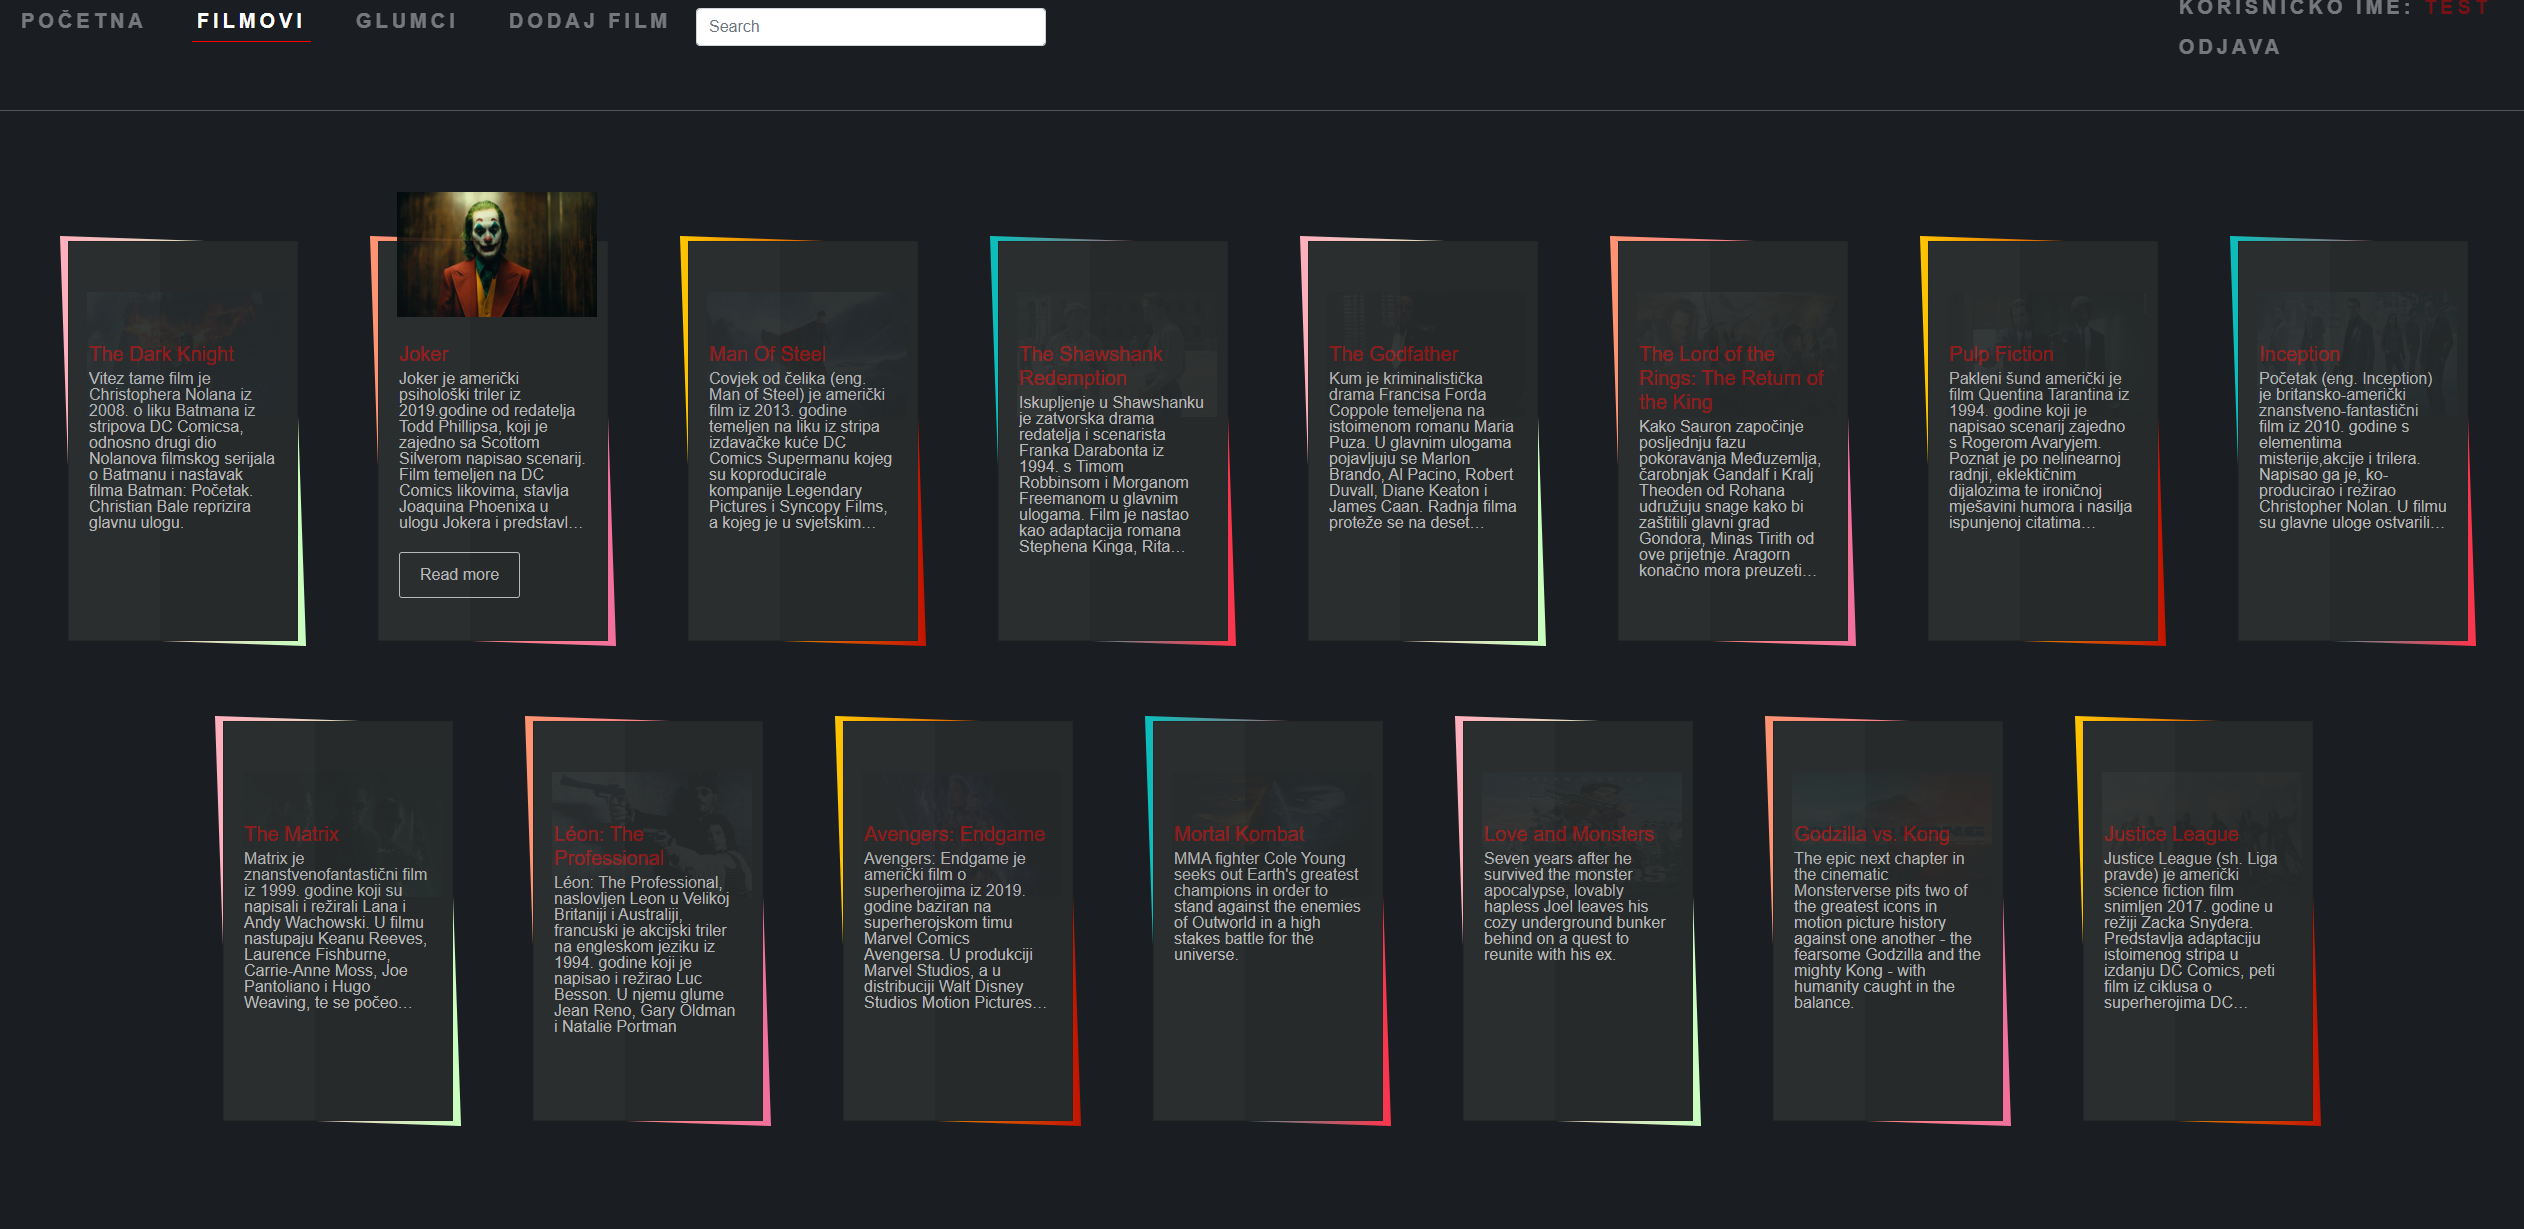 POČETNA FILMOVI GLUMCI DODAJ FILM Search
KORISNIČKO IME: TEST
ODJAVA
The Dark Knight
Vitez tame film je
Christophera Nolana iz
2008. o liku Batmana iz
stripova DC Comicsa,
odnosno drugi dio
Nolanova filmskog serijala
o Batmanu i nastavak
filma Batman: Početak.
Christian Bale reprizira
glavnu ulogu.
Joker
Joker je američki
psihološki triler iz
2019.godine od redatelja
Todd Phillipsa, koji je
zajedno sa Scottom
Silverom napisao scenarij.
Film temeljen na DC
Comics likovima, stavlja
Joaquina Phoenixa u
ulogu Jokera i predstavl...
Read more
Man Of Steel
Covjek od čelika (eng.
Man of Steel) je američki
film iz 2013. godine
temeljen na liku iz stripa
izdavačke kuće DC
Comics Supermanu kojeg
su koproducirale
kompanije Legendary
Pictures i Syncopy Films,
a kojeg je u svjetskim...
The Shawshank
Redemption
Iskupljenje u Shawshanku
je zatvorska drama
redatelja i scenarista
Franka Darabonta iz
1994. s Timom
Robbinsom i Morganom
Freemanom u glavnim
ulogama. Film je nastao
kao adaptacija romana
Stephena Kinga, Rita...
The Godfather
Kum je kriminalistička
drama Francisa Forda
Coppole temeljena na
istoimenom romanu Maria
Puza. U glavnim ulogama
pojavljuju se Marlon
Brando, Al Pacino, Robert
Duvall, Diane Keaton i
James Caan. Radnja filma
proteže se na deset...
The Lord of the
Rings: The Return of
the King
Kako Sauron započinje
posljednju fazu
pokoravanja Međuzemlja,
čarobnjak Gandalf i Kralj
Theoden od Rohana
udružuju snage kako bi
zaštitili glavni grad
Gondora, Minas Tirith od
ove prijetnje. Aragorn
konačno mora preuzeti...
Pulp Fiction
Pakleni šund američki je
film Quentina Tarantina iz
1994. godine koji je
napisao scenarij zajedno
s Rogerom Avaryjem.
Poznat je po nelinearnoj
radnji, eklektičnim
dijalozima te ironičnoj
mješavini humora i nasilja
ispunjenoj citatima...
Inception
Početak (eng. Inception)
je britansko-američki
znanstveno-fantastični
film iz 2010. godine s
elementima
misterije,akcije i trilera.
Napisao ga je, ko-
producirao i režirao
Christopher Nolan. U filmu
su glavne uloge ostvarili...
The Matrix
Matrix je
znanstvenofantastični film
iz 1999. godine koji su
napisali i režirali Lana i
Andy Wachowski. U filmu
nastupaju Keanu Reeves,
Laurence Fishburne,
Carrie-Anne Moss, Joe
Pantoliano i Hugo
Weaving, te se počeo...
Léon: The
Professional
Léon: The Professional,
naslovljen Leon u Velikoj
Britaniji i Australiji,
francuski je akcijski triler
na engleskom jeziku iz
1994. godine koji je
napisao i režirao Luc
Besson. U njemu glume
Jean Reno, Gary Oldman
i Natalie Portman
Avengers: Endgame
Avengers: Endgame je
američki film o
superherojima iz 2019.
godine baziran na
superherojskom timu
Marvel Comics
Avengersa. U produkciji
Marvel Studios, a u
distribuciji Walt Disney
Studios Motion Pictures...
Mortal Kombat
MMA fighter Cole Young
seeks out Earth's greatest
champions in order to
stand against the enemies
of Outworld in a high
stakes battle for the
universe.
Love and Monsters
Seven years after he
survived the monster
apocalypse, lovably
hapless Joel leaves his
cozy underground bunker
behind on a quest to
reunite with his ex.
Godzilla vs. Kong
The epic next chapter in
the cinematic
Monsterverse pits two of
the greatest icons in
motion picture history
against one another - the
fearsome Godzilla and the
mighty Kong - with
humanity caught in the
balance.
Justice League
Justice League (sh. Liga
pravde) je američki
science fiction film
snimljen 2017. godine u
režiji Zacka Snydera.
Predstavlja adaptaciju
istoimenog stripa u
izdanju DC Comics, peti
film iz ciklusa o
superherojima DC...